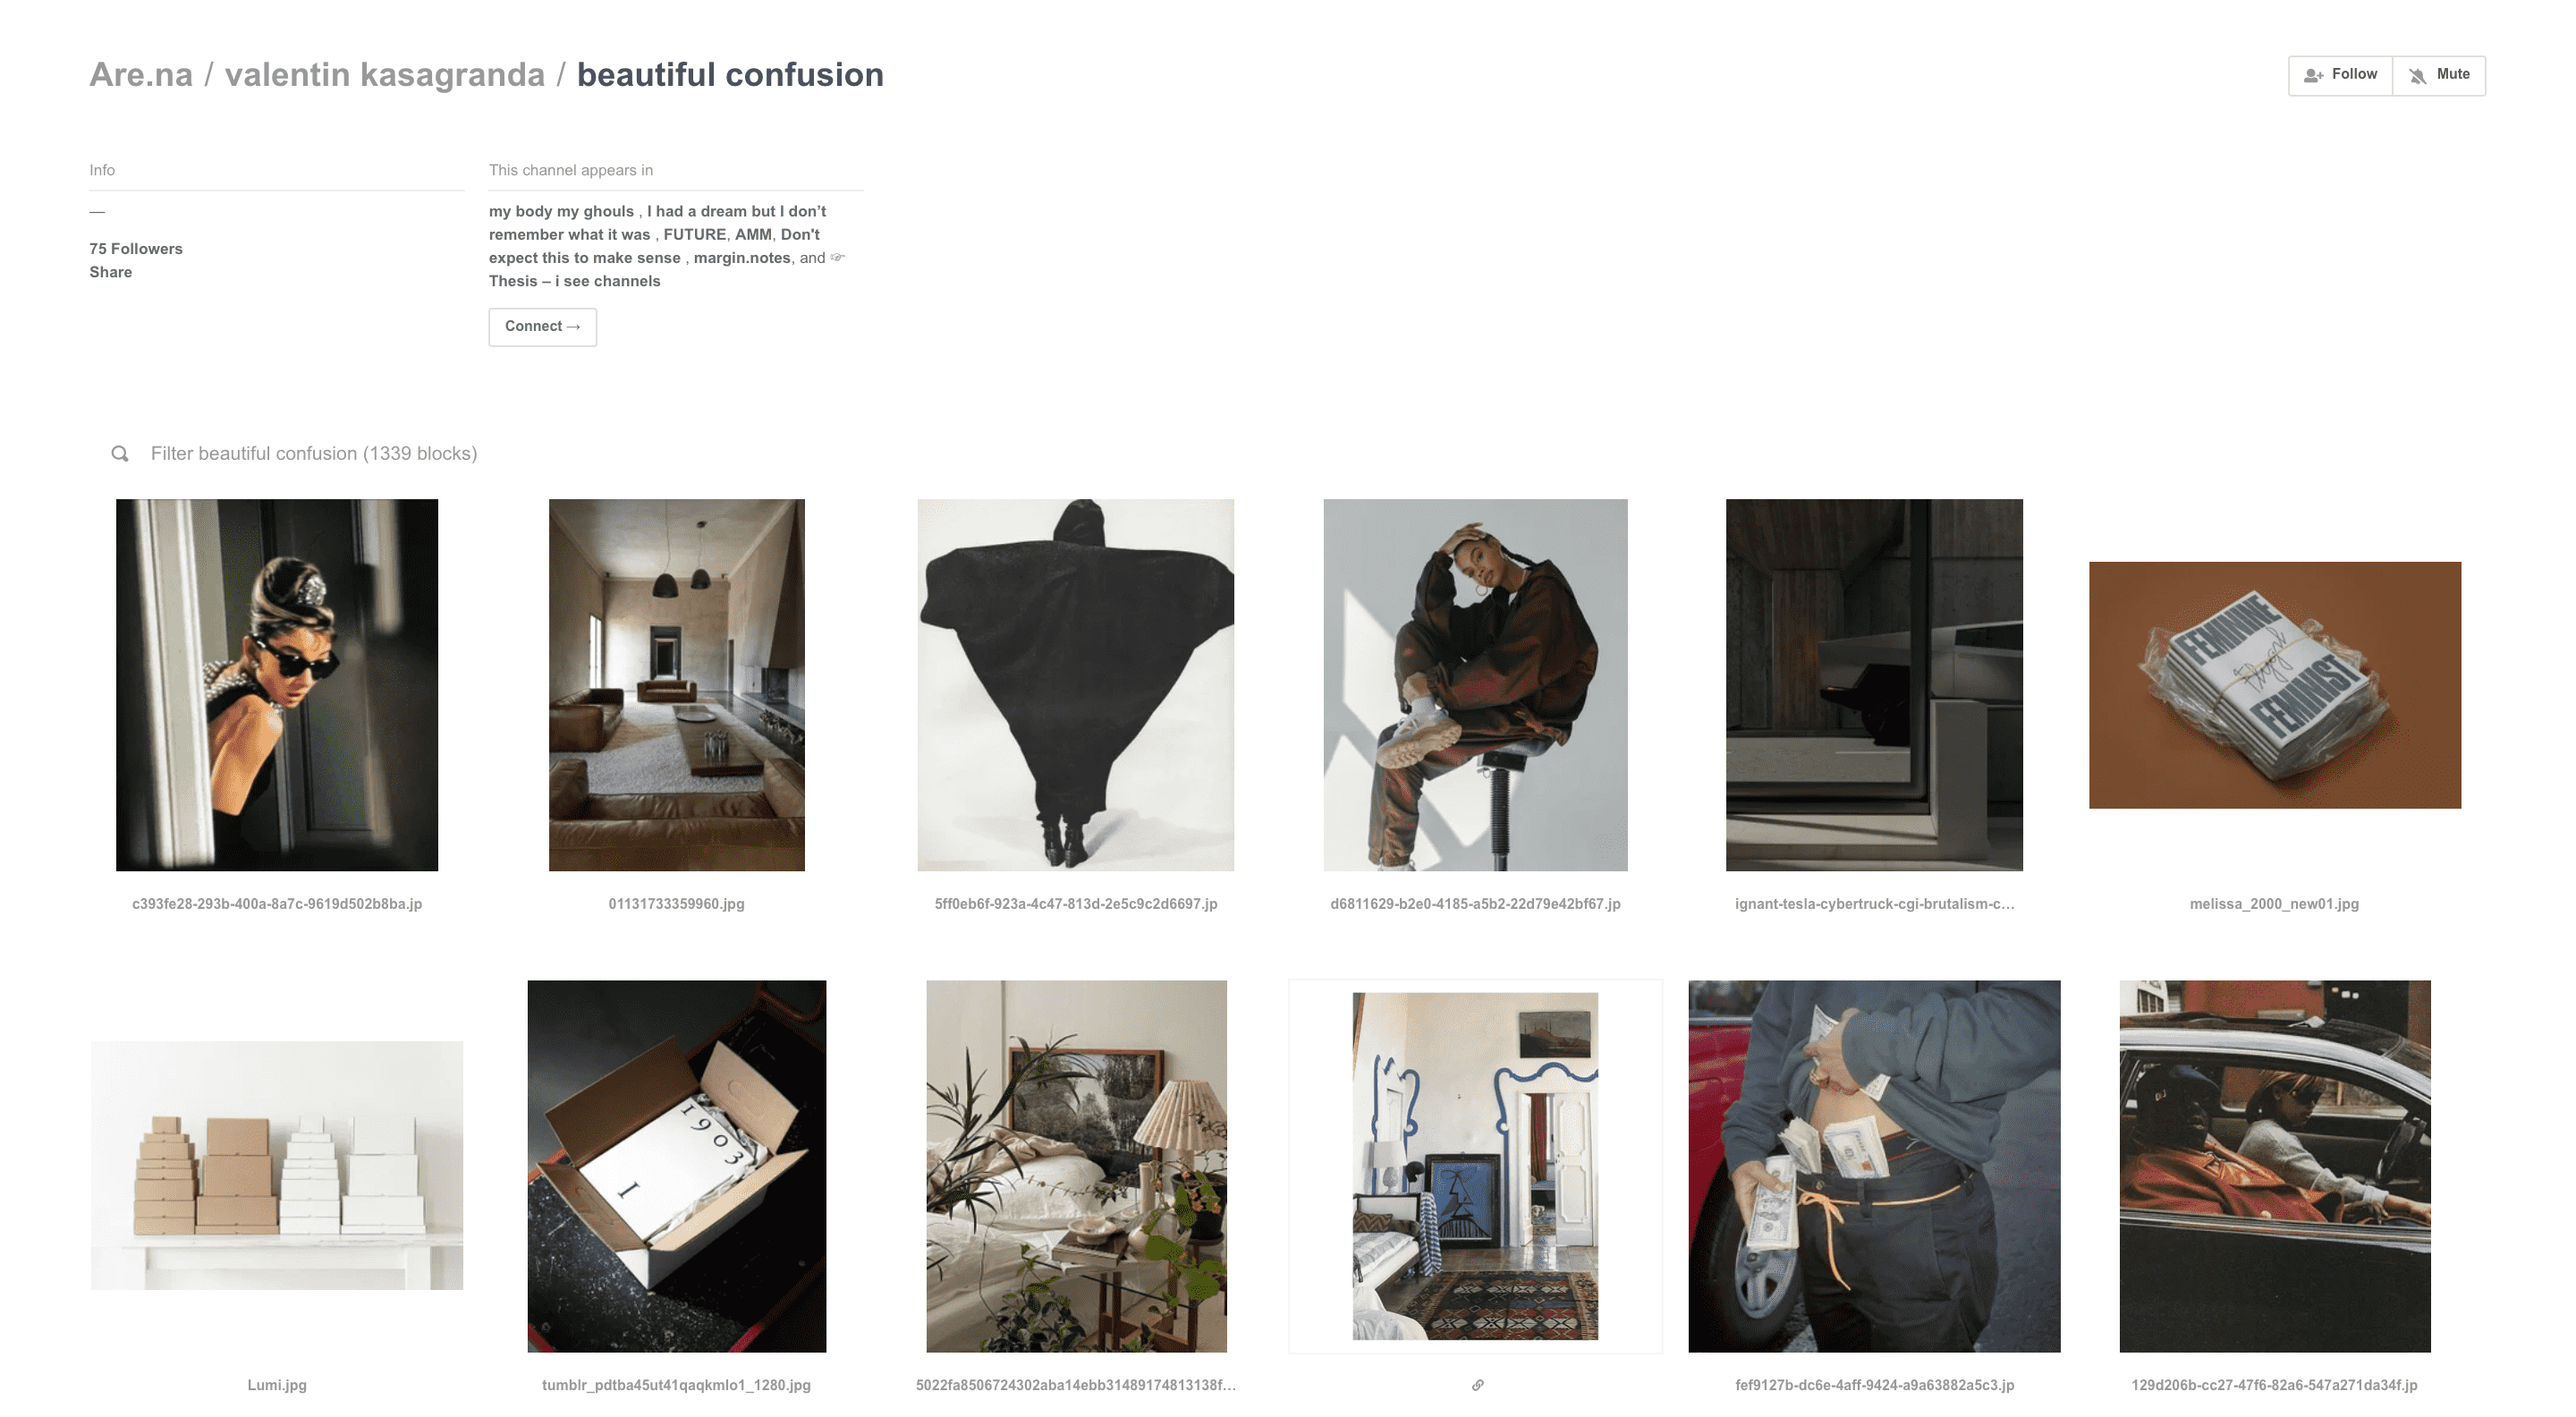 Are.na / valentin kasagranda / beautiful confusion
Follow
Mute
Info
This channel appears in
—
75 Followers
Share
my body my ghouls , I had a dream but I don’t
remember what it was , FUTURE, AMM, Don't
expect this to make sense , margin.notes, and ☞
Thesis – i see channels
Connect →
Filter beautiful confusion (1339 blocks)
FEMININE
FEMINIST
c393fe28-293b-400a-8a7c-9619d502b8ba.jp
01131733359960.jpg
5ff0eb6f-923a-4c47-813d-2e5c9c2d6697.jp
d6811629-b2e0-4185-a5b2-22d79e42bf67.jp
ignant-tesla-cybertruck-cgi-brutalism-c…
melissa_2000_new01.jpg
1903
I
Lumi.jpg
tumblr_pdtba45ut41qaqkmlo1_1280.jpg
5022fa8506724302aba14ebb31489174813138f…
fef9127b-dc6e-4aff-9424-a9a63882a5c3.jp
129d206b-cc27-47f6-82a6-547a271da34f.jp